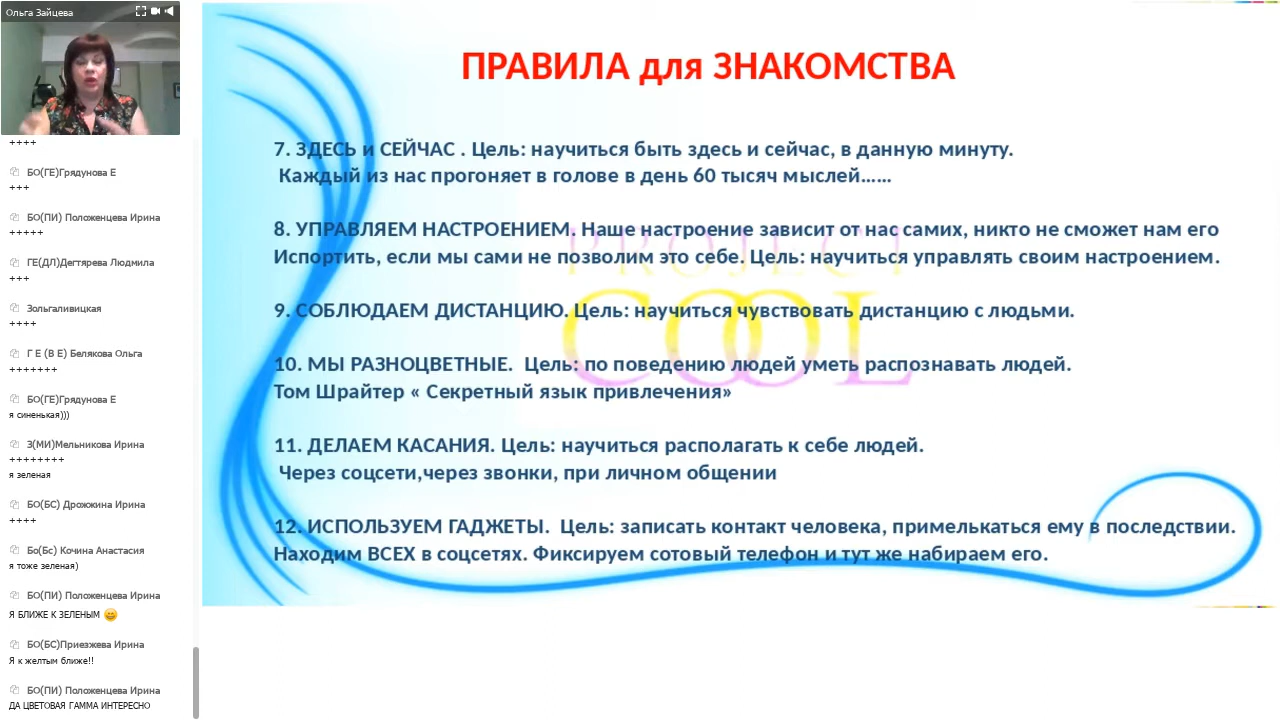 Ольга Зайцева
++++
БО(ГЕ)Грядунова Е
+++
БО(ПИ) Положенцева Ирина
+++++
ГЕ(ДЛ)Дегтярева Людмила
+++
Зольгаливицкая
++++
Г Е (В Е) Белякова Ольга
+++++++
БО(ГЕ)Грядунова Е
я синенькая)))
З(МИ)Мельникова Ирина
++++++++
я зеленая
БО(БС) Дрожжина Ирина
++++
Бо(Бс) Кочина Анастасия
я тоже зеленая)
БО(ПИ) Положенцева Ирина
Я БЛИЖЕ К ЗЕЛЕНЫМ
БО(БС)Приезжева Ирина
Я к желтым ближе!!
БО(ПИ) Положенцева Ирина
ДА ЦВЕТОВАЯ ГАММА ИНТЕРЕСНО
ПРАВИЛА для ЗНАКОМСТВА
7. ЗДЕСЬ и СЕЙЧАС . Цель: научиться быть здесь и сейчас, в данную минуту.
Каждый из нас прогоняет в голове в день 60 тысяч мыслей……
8. УПРАВЛЯЕМ НАСТРОЕНИЕМ. Наше настроение зависит от нас самих, никто не сможет нам его
Испортить, если мы сами не позволим это себе. Цель: научиться управлять своим настроением.
9. СОБЛЮДАЕМ ДИСТАНЦИЮ. Цель: научиться чувствовать дистанцию с людьми.
10. МЫ РАЗНОЦВЕТНЫЕ. Цель: по поведению людей уметь распознавать людей.
Том Шрайтер « Секретный язык привлечения»
11. ДЕЛАЕМ КАСАНИЯ. Цель: научиться располагать к себе людей.
Через соцсети,через звонки, при личном общении
12. ИСПОЛЬЗУЕМ ГАДЖЕТЫ. Цель: записать контакт человека, примелькаться ему в последствии.
Находим ВСЕХ в соцсетях. Фиксируем сотовый телефон и тут же набираем его.
PROJECT
COOL